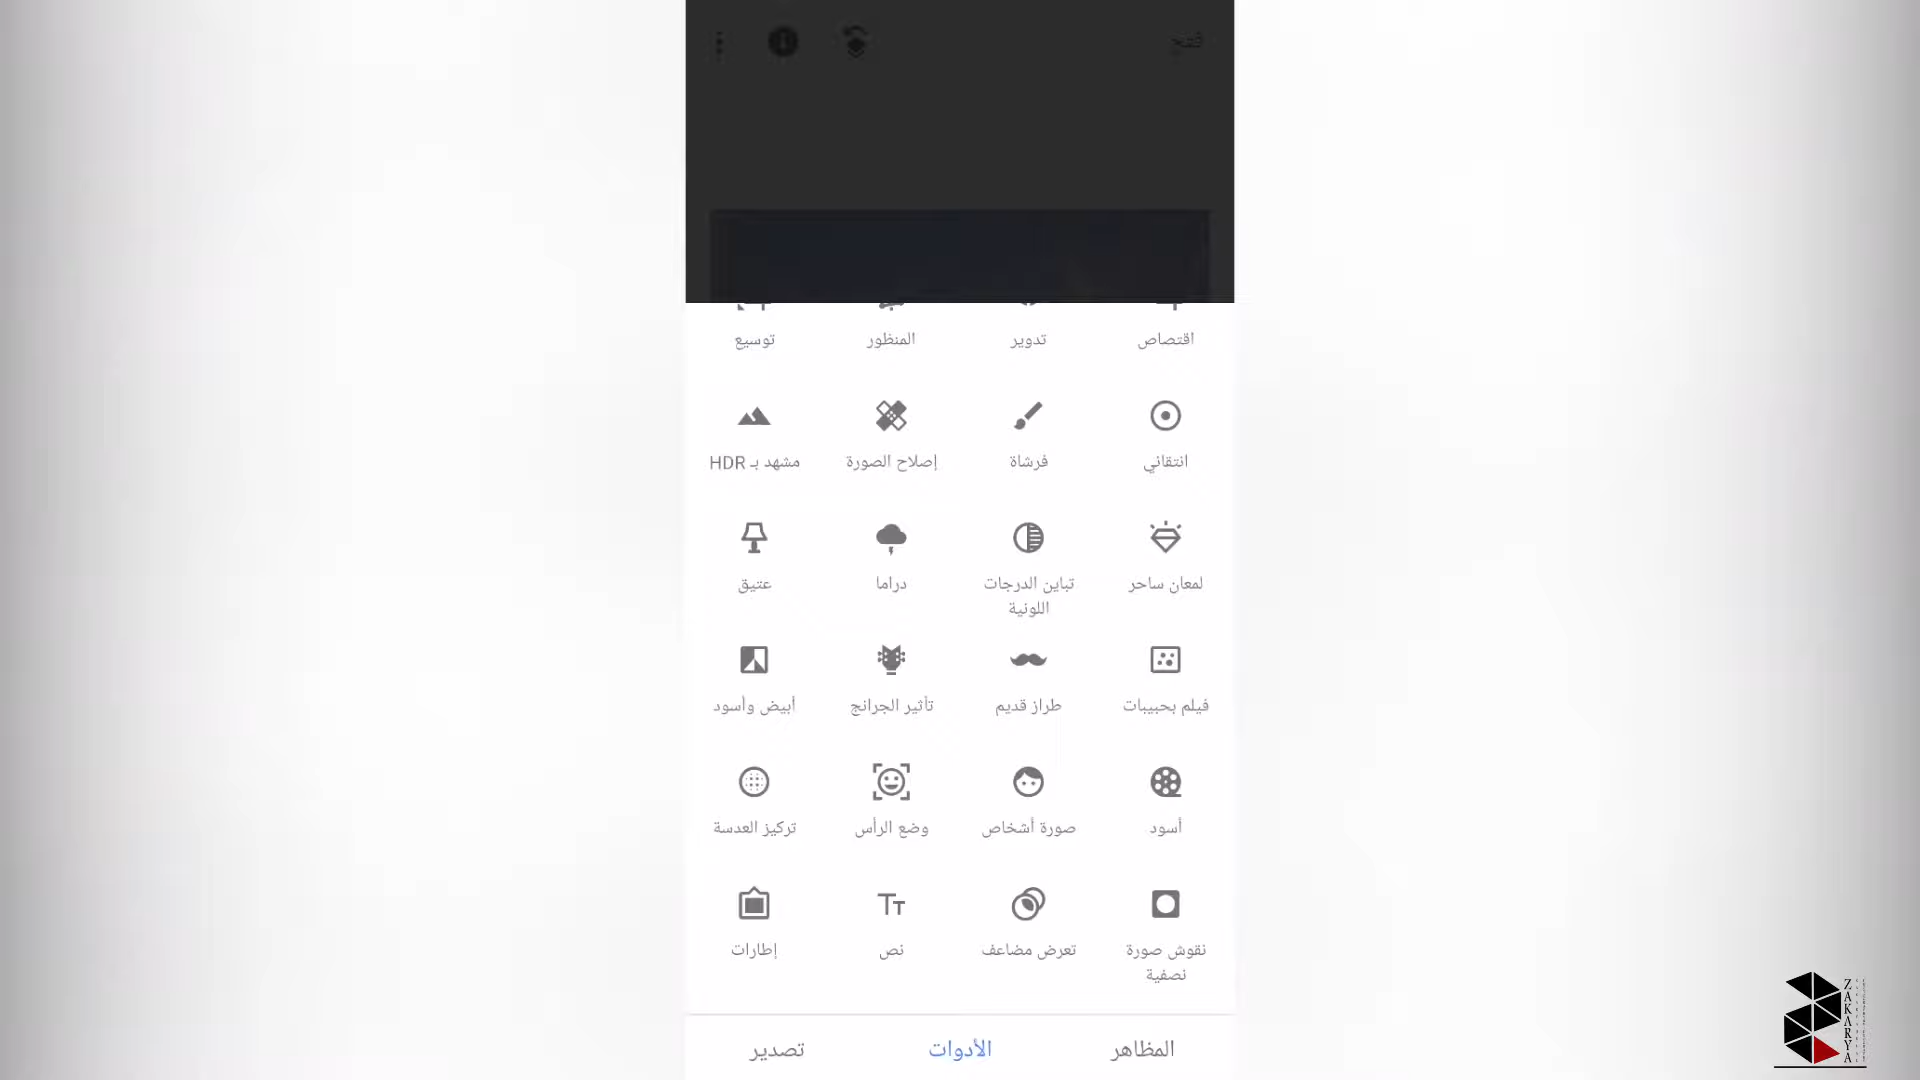 فتح
اقتصاص
تدوير
المنظور
توسيع
انتقائي
فرشاة
إصلاح الصورة
مشهد بـ HDR
لمعان ساحر
تباين الدرجات
اللونية
دراما
عتيق
فيلم بحبيبات
طراز قديم
تأثير الجرانج
أبيض وأسود
أسود
صورة أشخاص
وضع الرأس
تركيز العدسة
نقوش صورة
نصفية
تعرض مضاعف
نص
إطارات
المظاهر
الأدوات
تصدير
ZAKARYA